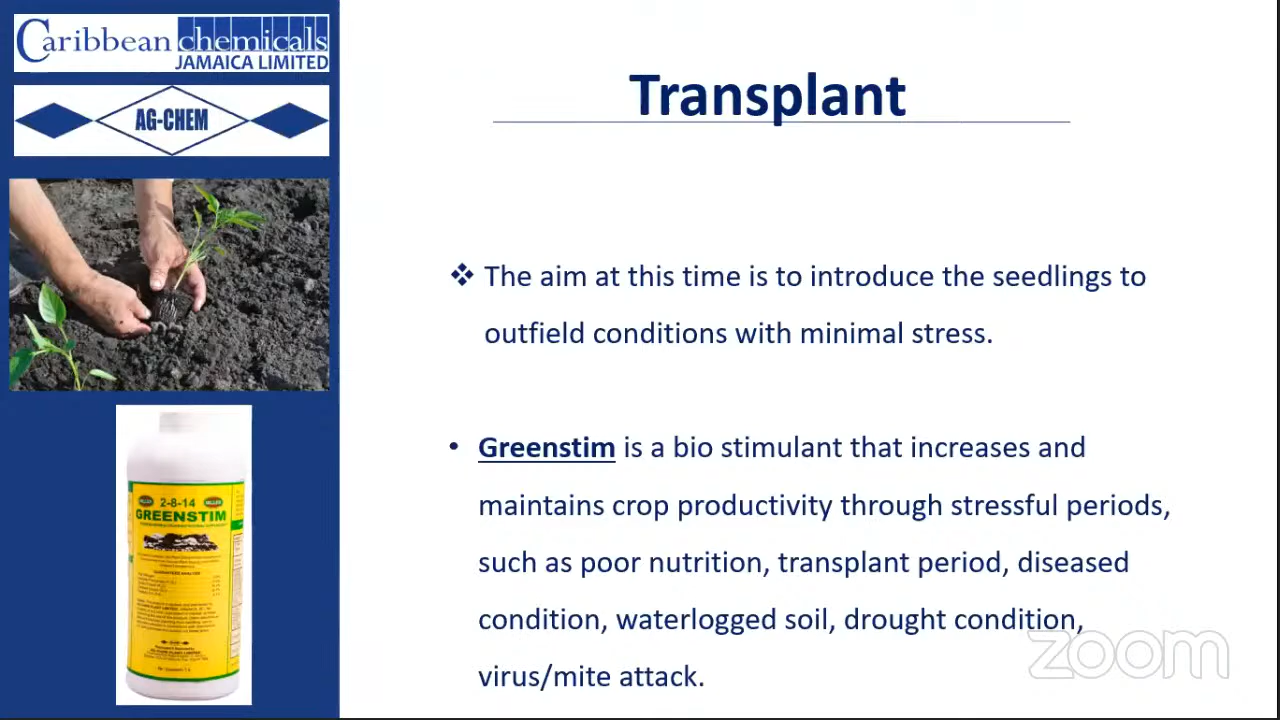 Caribbean chemicals
JAMAICA LIMITED
AG-CHEM
2-8-14
GREENSTIM
Transplant
❖ The aim at this time is to introduce the seedlings to
outfield conditions with minimal stress.
• Greenstim is a bio stimulant that increases and
maintains crop productivity through stressful periods,
such as poor nutrition, transplant period, diseased
condition, waterlogged soil, drought condition,
virus/mite attack.
zoom